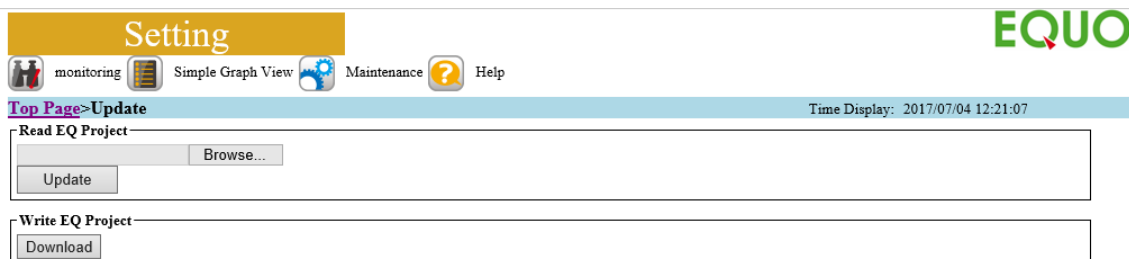 Setting
EQUO
monitoring Simple Graph View Maintenance ? Help
Top Page>Update Time Display: 2017/07/04 12:21:07
Read EQ Project
Browse...
Update
Write EQ Project
Download